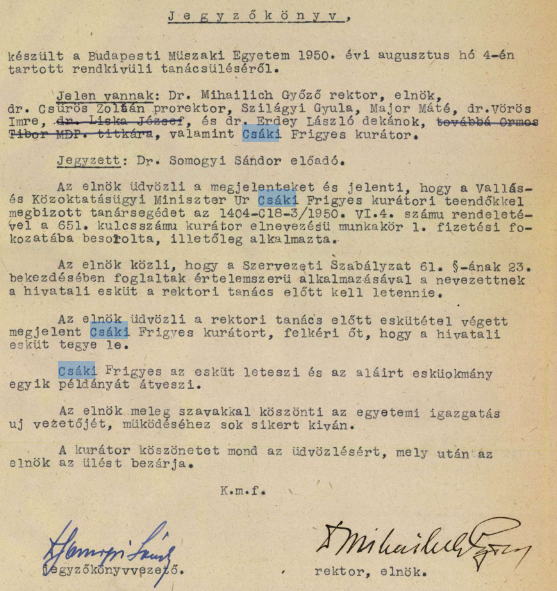 Jegyzőkönyv,
készült a Budapesti Müszaki Egyetem 1950. évi augusztus hó 4-én
tartott rendkivüli tanácsüléséről.
Jelen vannak: Dr. Mihailich Győző rektor, elnök,
dr. Csürös Zoltán prorektor, Szilágyi Gyula, Major Máté, dr.Vörös
Imre, dr. Liska József, és dr. Erdey László dekánok, továbbá Ormos
Tibor MDP. titkára, valamint Csáki Frigyes kurátor.
Jegyzett: Dr. Somogyi Sándor előadó.
Az elnök üdvözli a megjelenteket és jelenti, hogy a Vallás-
és Közoktatásügyi Miniszter Ur Csáki Frigyes kurátori teendőkkel
megbizott tanársegédet az 1404-C18-3/1950. VI.4. számu rendeleté-
vel a 651. kulcsszámu kurátor elnevezésü munkakör 1. fizetési fo-
kozatába besorolta, illetőleg alkalmazta.
Az elnök közli, hogy a Szervezeti Szabályzat 61. §-ának 23.
bekezdésében foglaltak értelemszerü alkalmazásával a nevezettnek
a hivatali esküt a rektori tanács előtt kell letennie.
Az elnök üdvözli a rektori tanács előtt eskütétel végett
megjelent Csáki Frigyes kurátort, felkéri őt, hogy a hivatali
esküt tegye le.
Csáki Frigyes az esküt leteszi és az aláirt esküokmány
egyik példányát átveszi.
Az elnök meleg szavakkal köszönti az egyetemi igazgatás
uj vezetőjét, müködéséhez sok sikert kiván.
A kurátor köszönetet mond az üdvözlésért, mely után az
elnök az ülést bezárja.
K.m.f.
jegyzőkönyvvezető.
rektor, elnök.